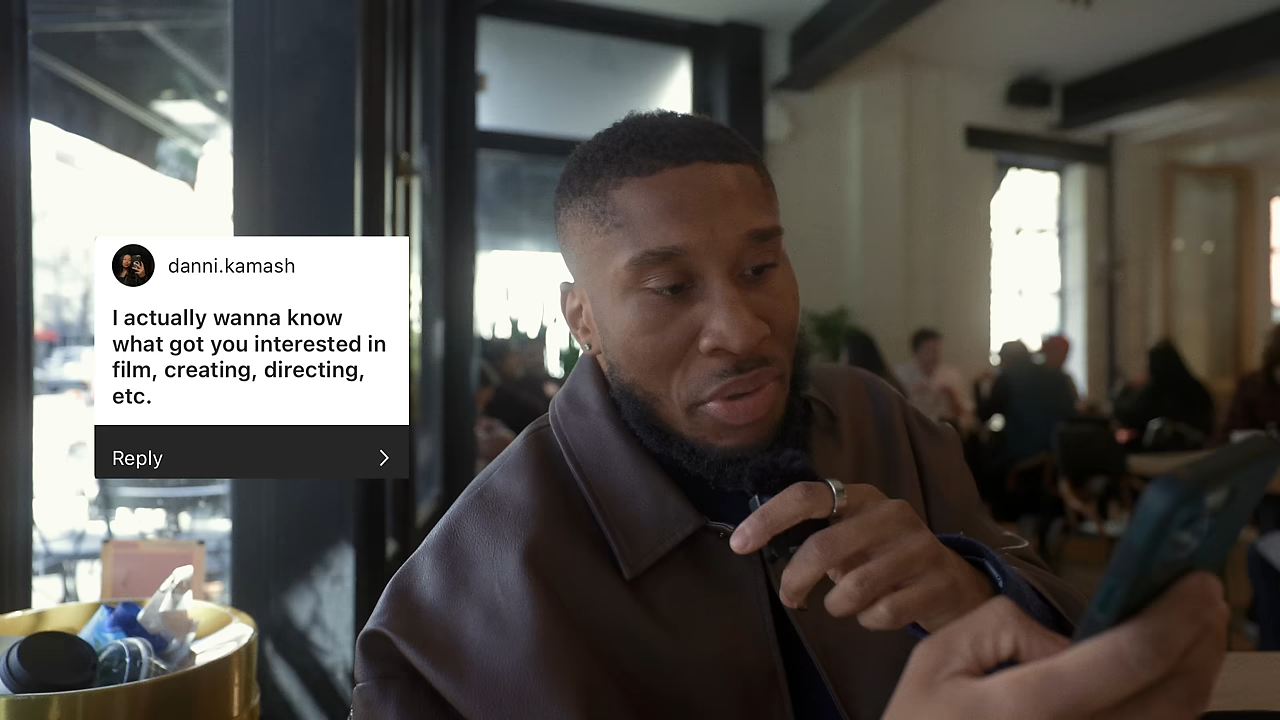 danni.kamash
I actually wanna know
what got you interested in
film, creating, directing,
etc.
Reply